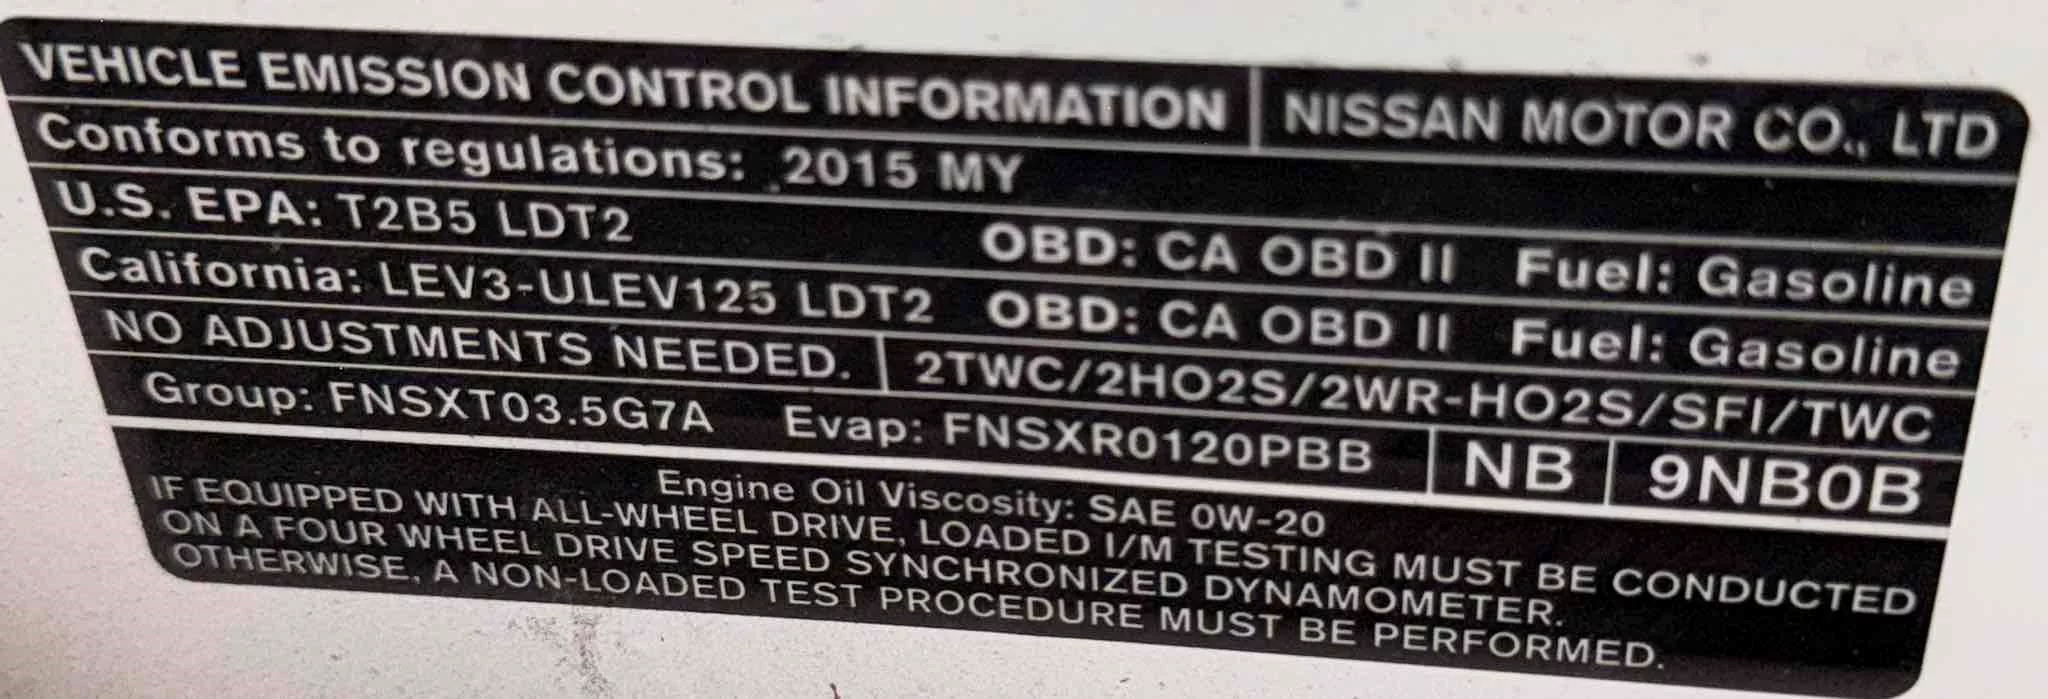 VEHICLE EMISSION CONTROL INFORMATION NISSAN MOTOR CO., LTD
Conforms to regulations: 2015 MY
U.S. EPA: T2B5 LDT2 OBD: CA OBD II Fuel: Gasoline
California: LEV3-ULEV125 LDT2 OBD: CA OBD II Fuel: Gasoline
NO ADJUSTMENTS NEEDED. 2TWC/2HO2S/2WR-HO2S/SFI/TWC
Group: FNSXT03.5G7A Evap: FNSXR0120PBB NB 9NB0B
Engine Oil Viscosity: SAE 0W-20
IF EQUIPPED WITH ALL-WHEEL DRIVE, LOADED I/M TESTING MUST BE CONDUCTED
ON A FOUR WHEEL DRIVE SPEED SYNCHRONIZED DYNAMOMETER.
OTHERWISE, A NON-LOADED TEST PROCEDURE MUST BE PERFORMED.